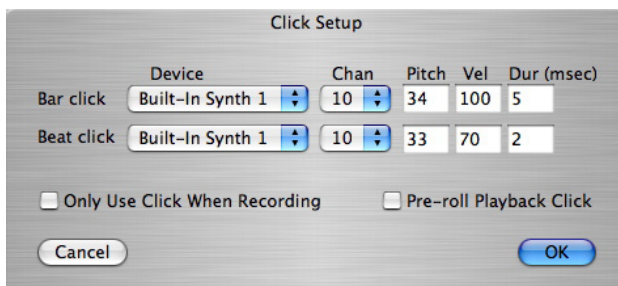 Click Setup
Device Chan Pitch Vel Dur (msec)
Bar click Built-In Synth 1 10 34 100 5
Beat click Built-In Synth 1 10 33 70 2
Only Use Click When Recording Pre-roll Playback Click
Cancel OK